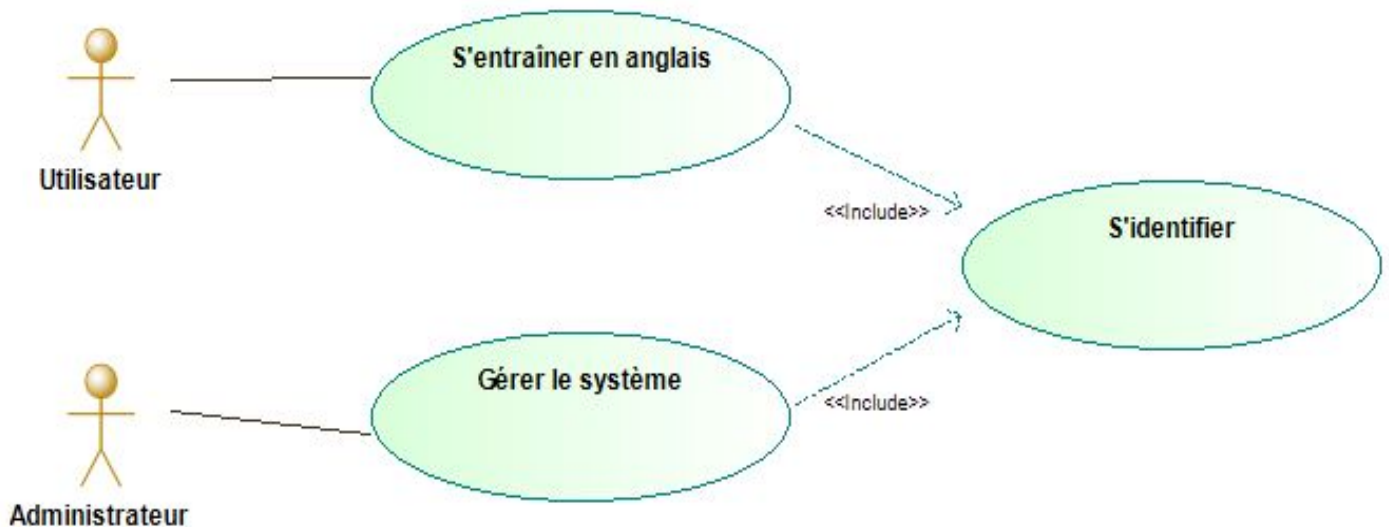 S'entraîner en anglais
Utilisateur
<<Include>>
S'identifier
Gérer le système
<<Include>>
Administrateur